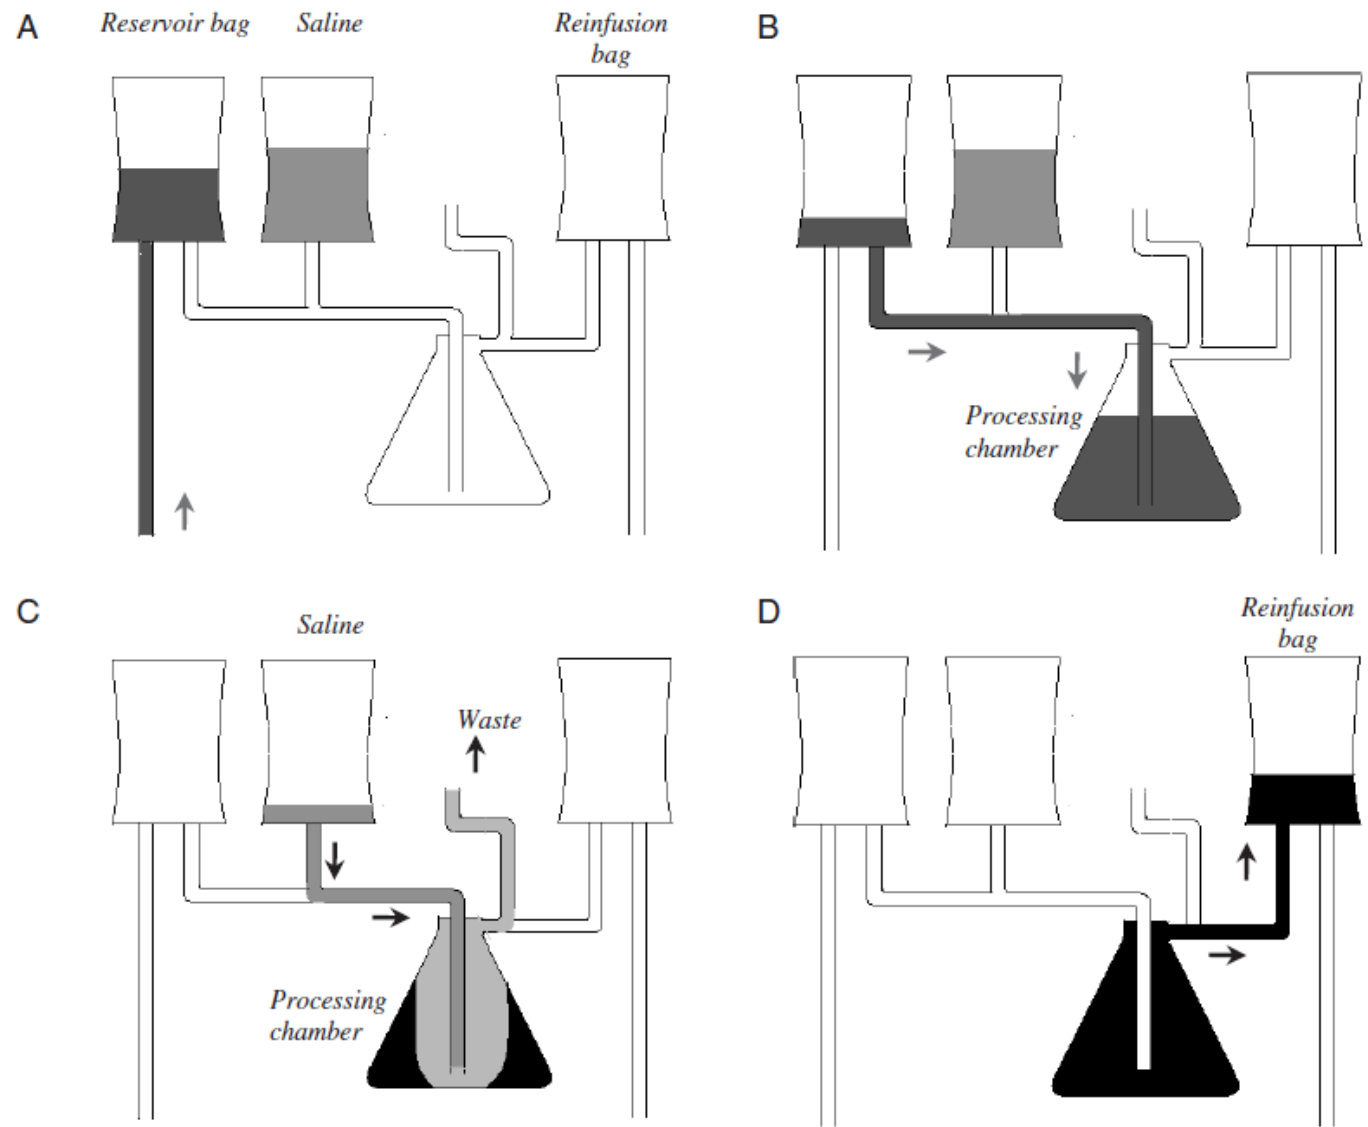 A
Reservoir bag
Saline
Reinfusion
bag
B
Processing
chamber
C
Saline
Waste
Processing
chamber
D
Reinfusion
bag